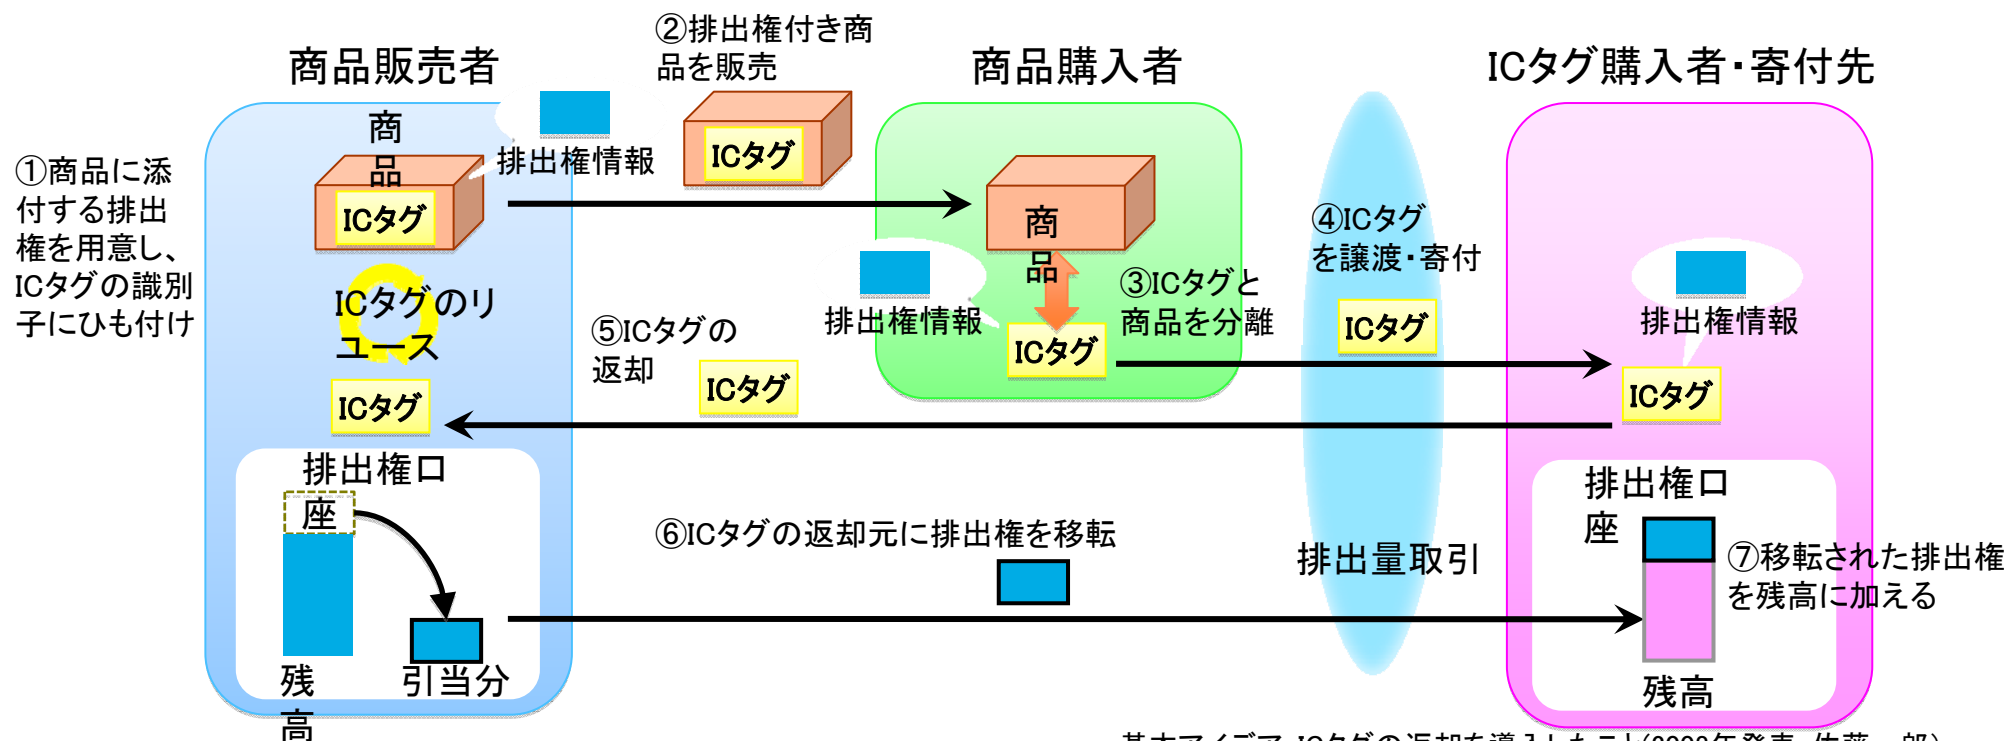 商品販売者
②排出権付き商
品を販売
商品購入者
ICタグ購入者・寄付先
①商品に添
付する排出
権を用意し、
ICタグの識別
子にひも付け
商
品
ICタグ
排出権情報
ICタグ
商
品
排出権情報
③ICタグと
商品を分離
ICタグ
④ICタグ
を譲渡・寄付
ICタグ
排出権情報
ICタグ
ICタグのリ
ユース
ICタグ
⑤ICタグの
返却
ICタグ
排出権口
座
残
高
引当分
⑥ICタグの返却元に排出権を移転
排出量取引
排出権口
座
⑦移転された排出権
を残高に加える
残高